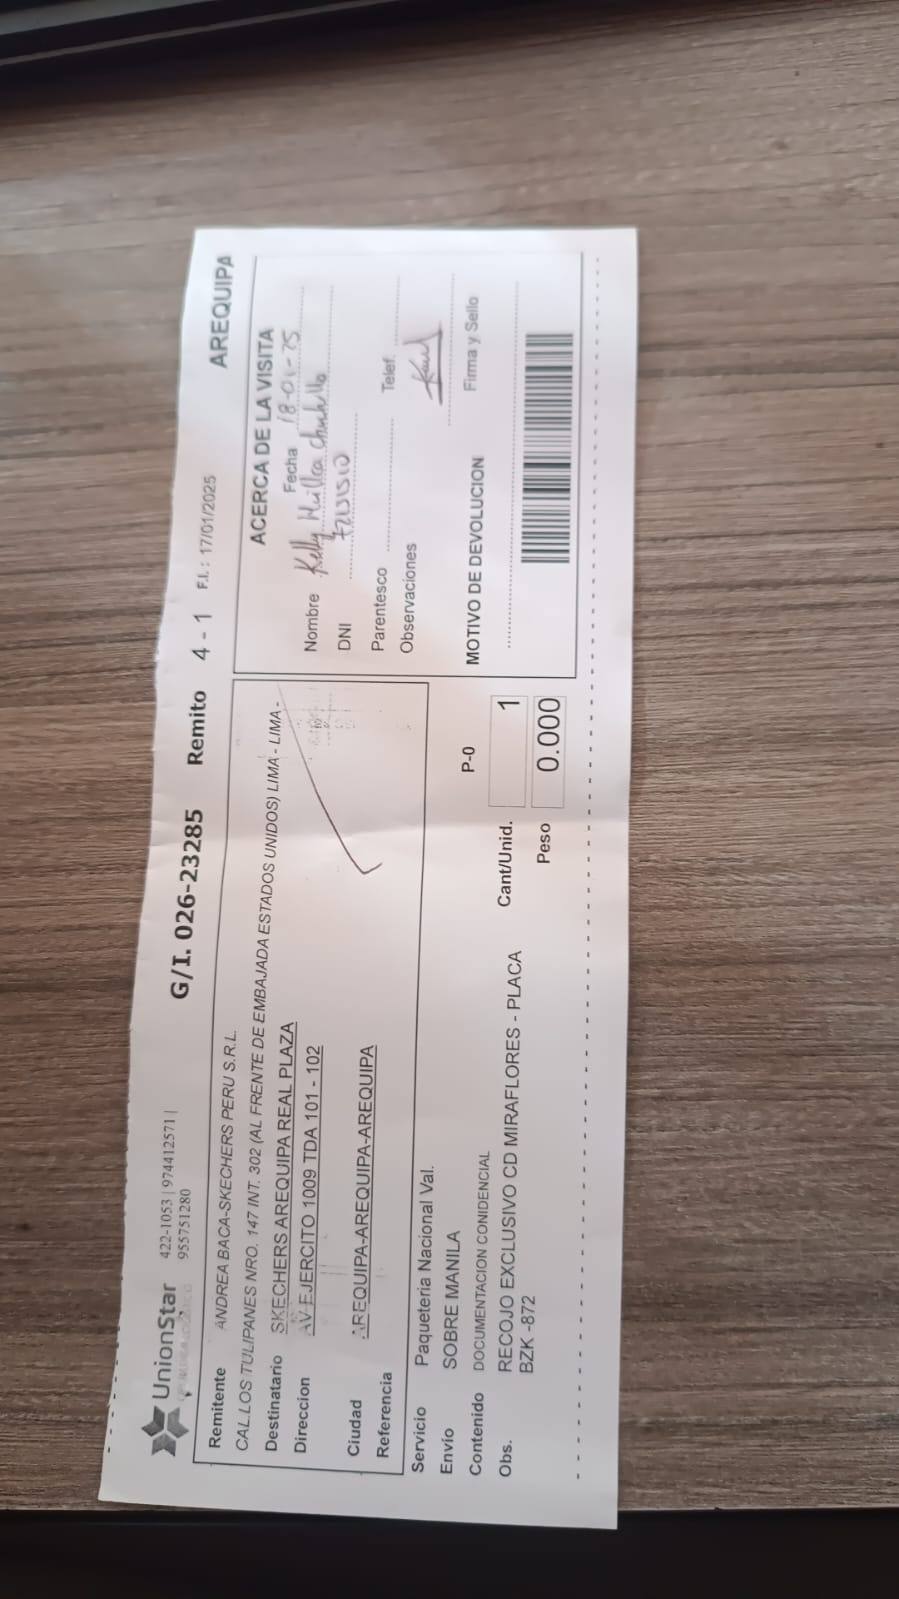 UnionStar
422-1053 | 974412571 |
955751280
G/I. 026-23285 Remito 4 - 1 F.I. : 17/01/2025 AREQUIPA
Remitente ANDREA BACA-SKECHERS PERU S.R.L.
CAL.LOS TULIPANES NRO. 147 INT. 302 (AL FRENTE DE EMBAJADA ESTADOS UNIDOS) LIMA - LIMA -
Destinatario SKECHERS AREQUIPA REAL PLAZA
Direccion AV EJERCITO 1009 TDA 101 - 102
Ciudad AREQUIPA-AREQUIPA-AREQUIPA
Referencia
Servicio Paqueteria Nacional Val.
Envío SOBRE MANILA
Contenido DOCUMENTACION CONIDENCIAL
Obs. RECOJO EXCLUSIVO CD MIRAFLORES - PLACA
BZK -872
P-0
Cant/Unid. 1
Peso 0.000
ACERCA DE LA VISITA
Fecha 18-01-25
Nombre Kelly
DNI
Parentesco Telef.
Observaciones
Firma y Sello
MOTIVO DE DEVOLUCION